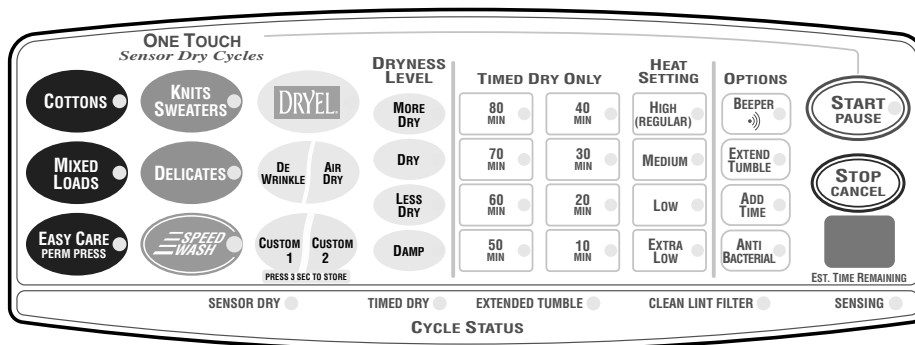 ONE TOUCH
Sensor Dry Cycles
COTTONS
MIXED
LOADS
EASY CARE
PERM PRESS
KNITS
SWEATERS
DELICATES
SPEED
WASH
DRYEL
DE
WRINKLE
AIR
DRY
CUSTOM
1
CUSTOM
2
PRESS 3 SEC TO STORE
DRYNESS
LEVEL
MORE
DRY
DRY
LESS
DRY
DAMP
TIMED DRY ONLY
80
MIN
40
MIN
70
MIN
30
MIN
60
MIN
20
MIN
50
MIN
10
MIN
HEAT
SETTING
HIGH
(REGULAR)
MEDIUM
LOW
EXTRA
LOW
OPTIONS
BEEPER
EXTEND
TUMBLE
ADD
TIME
ANTI
BACTERIAL
START
PAUSE
STOP
CANCEL
EST. TIME REMAINING
SENSOR DRY
TIMED DRY
EXTENDED TUMBLE
CLEAN LINT FILTER
SENSING
CYCLE STATUS